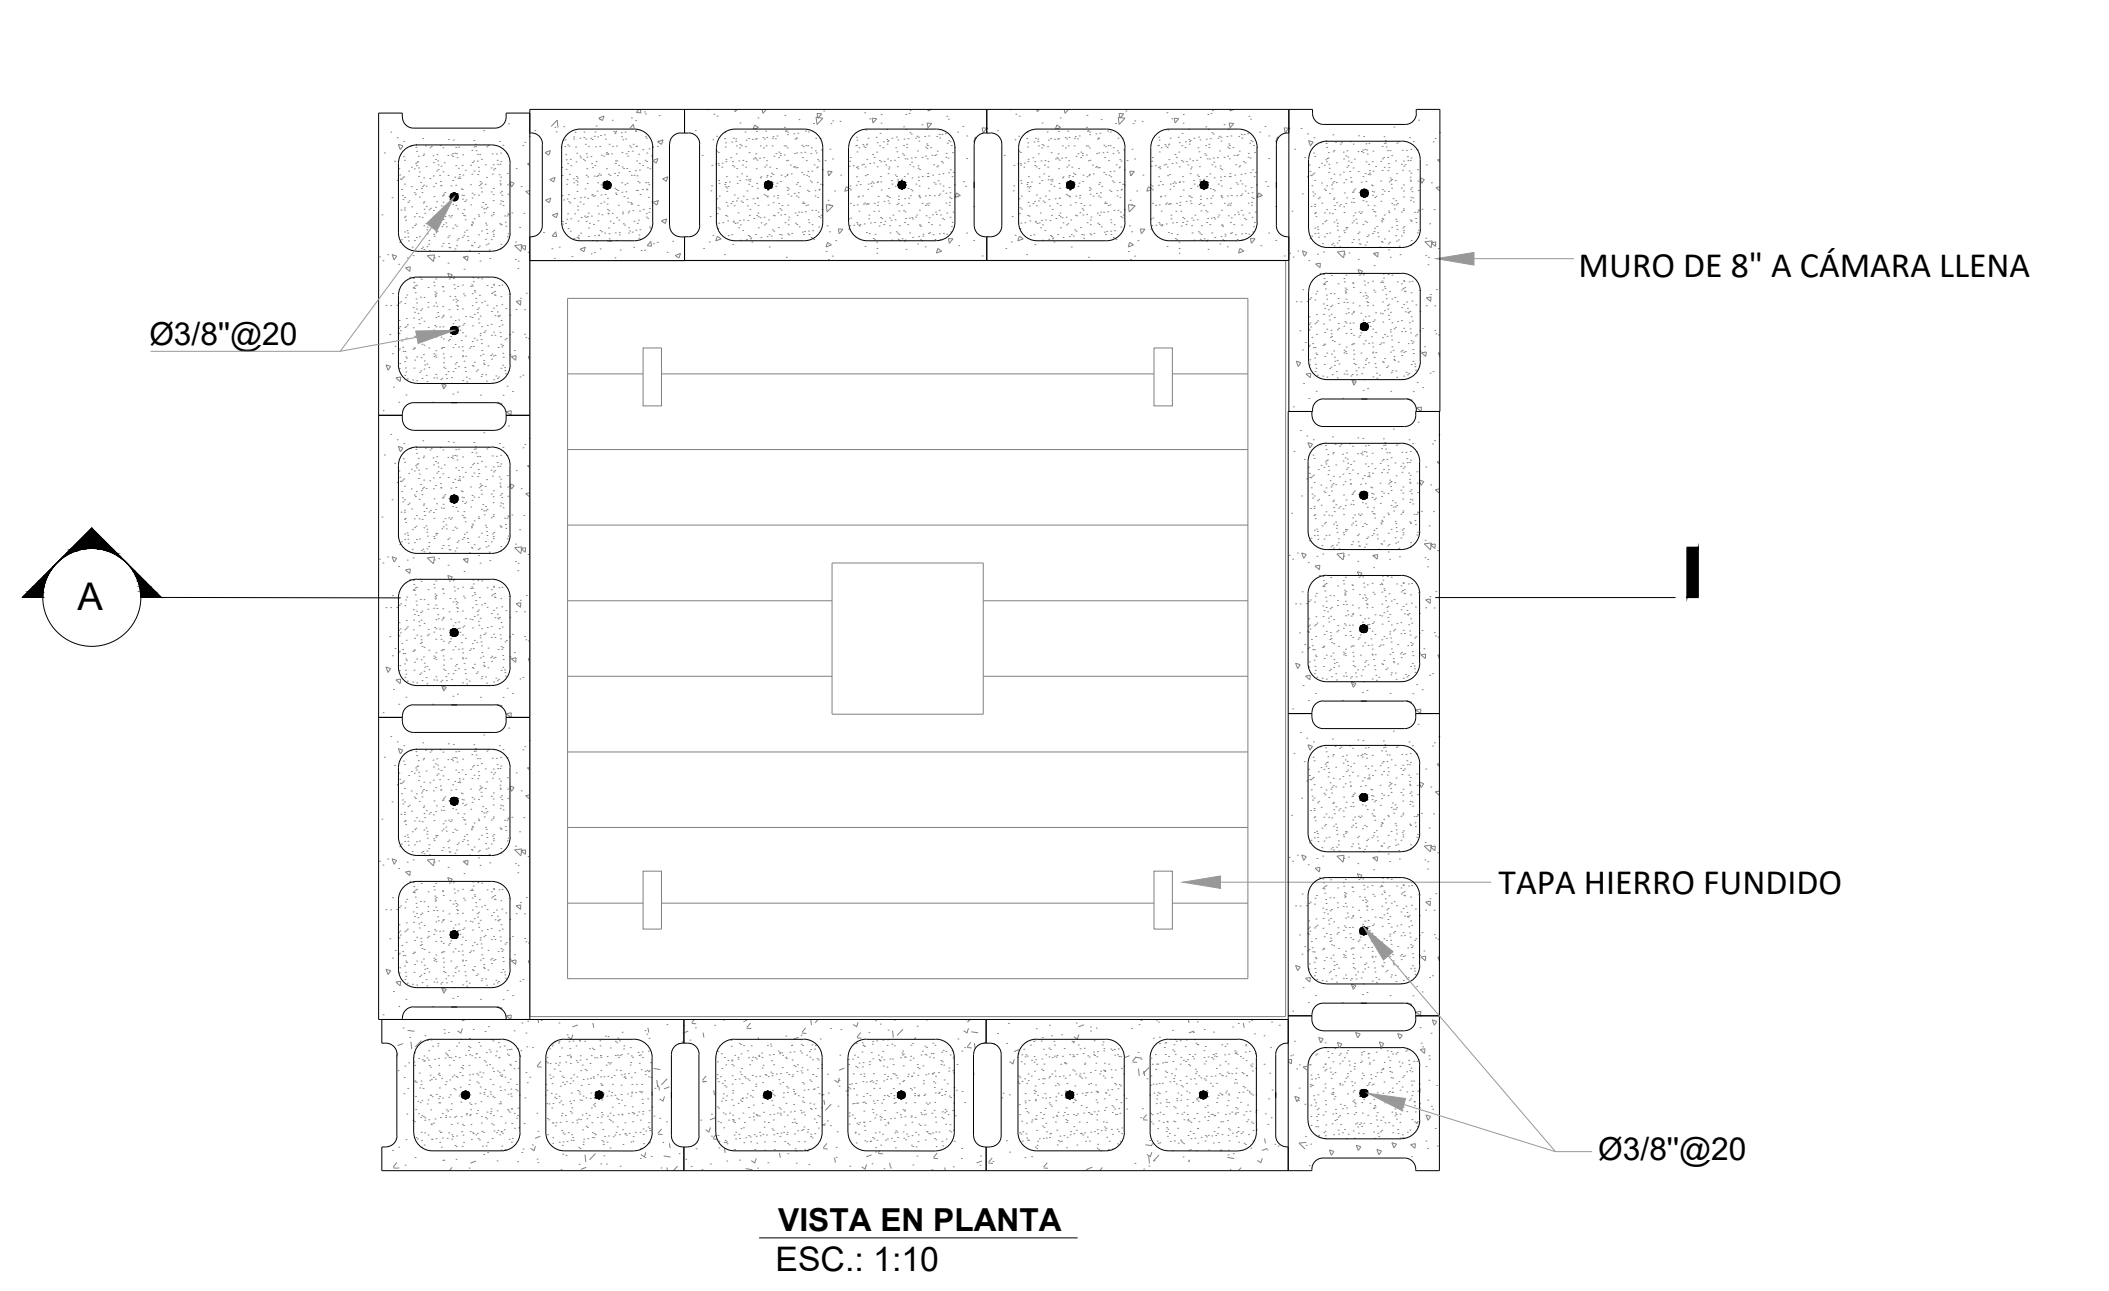 MURO DE 8" A CÁMARA LLENA
Ø3/8"@20
A
TAPA HIERRO FUNDIDO
Ø3/8"@20
VISTA EN PLANTA
ESC.: 1:10